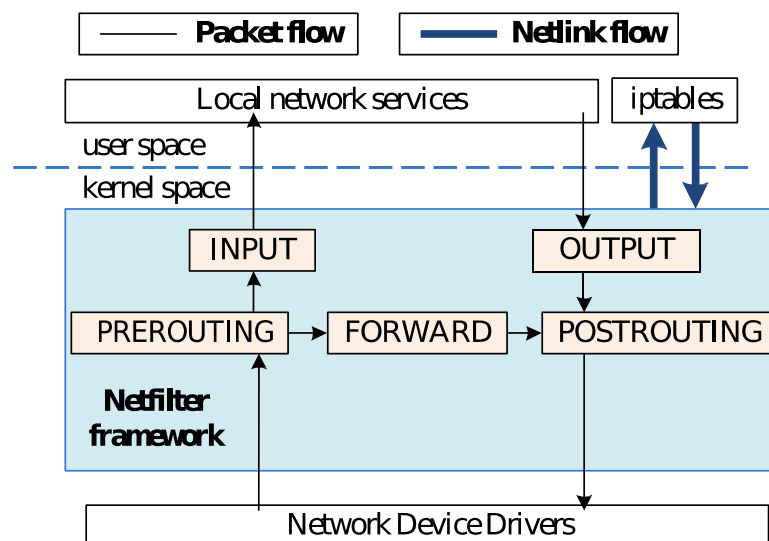 Packet flow
Netlink flow
Local network services
iptables
user space
kernel space
INPUT
OUTPUT
PREROUTING
FORWARD
POSTROUTING
Netfilter
framework
Network Device Drivers